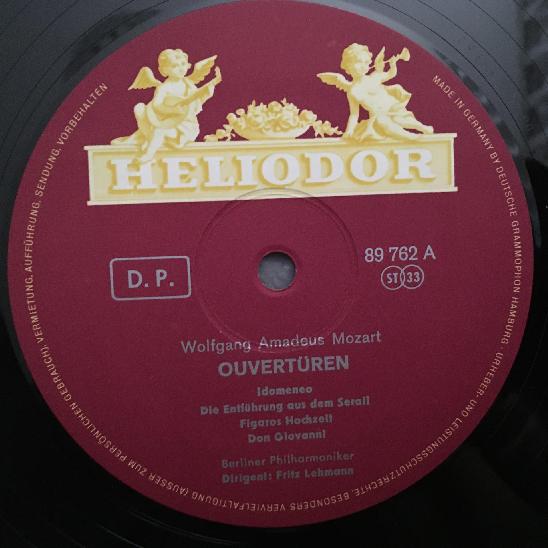 HELIODOR
D. P.
89 762 A
ST 33
Wolfgang Amadeus Mozart
OUVERTÜREN
Idomeneo
Die Entführung aus dem Serail
Figaros Hochzeit
Don Giovanni
Berliner Philharmoniker
Dirigent: Fritz Lehmann
MADE IN GERMANY BY DEUTSCHE GRAMMOPHON HAMBURG · URHEBER- UND LEISTUNGSSCHUTZRECHTE, BESONDERS VERVIELFÄLTIGUNG (AUSSER ZUM PERSÖNLICHEN GEBRAUCH), VERMIETUNG, AUFFÜHRUNG, SENDUNG, VORBEHALTEN